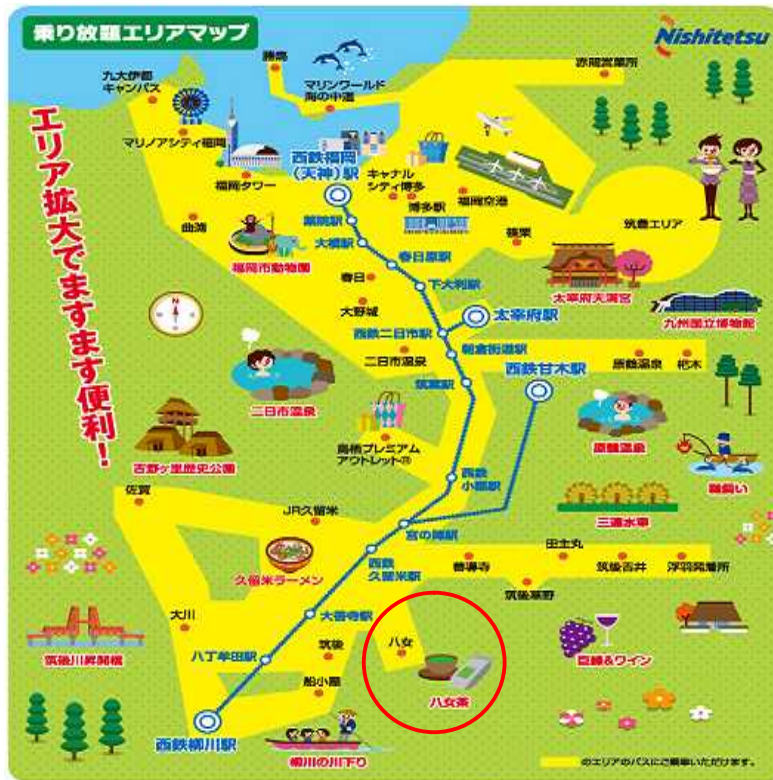 乗り放題エリアマップ
Nishitetsu
エリア拡大でますます便利！
勝馬
マリンワールド
海の中道
赤間営業所
九大伊都
キャンパス
マリノアシティ福岡
福岡タワー
西鉄福岡
（天神）駅
キャナル
シティ博多
博多駅
福岡空港
薬院駅
大橋駅
春日原駅
下大利駅
曲渕
福岡市動物園
春日
大野城
篠栗
筑豊エリア
太宰府天満宮
九州国立博物館
太宰府駅
西鉄二日市駅
朝倉街道駅
二日市温泉
筑紫駅
西鉄甘木駅
原鶴温泉
杷木
二日市温泉
鳥栖プレミアム
アウトレット
原鶴温泉
鵜飼い
吉野ヶ里歴史公園
西鉄
小郡駅
三連水車
佐賀
JR久留米
宮の陣駅
久留米ラーメン
西鉄
久留米駅
善導寺
田主丸
筑後吉井
浮羽発着所
筑後草野
大川
大善寺駅
筑後川昇開橋
八丁牟田駅
筑後
八女
船小屋
八女茶
巨峰&ワイン
西鉄柳川駅
柳川の川下り
のエリアのバスにご乗車いただけます。